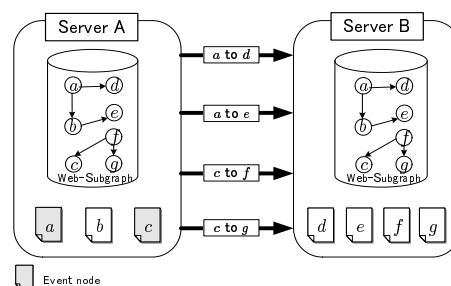 Server A
Server B
a to d
a to e
c to f
c to g
a
d
e
b
f
c
g
Web-Subgraph
a
d
e
b
f
c
g
Web-Subgraph
a
b
c
d
e
f
g
Event node